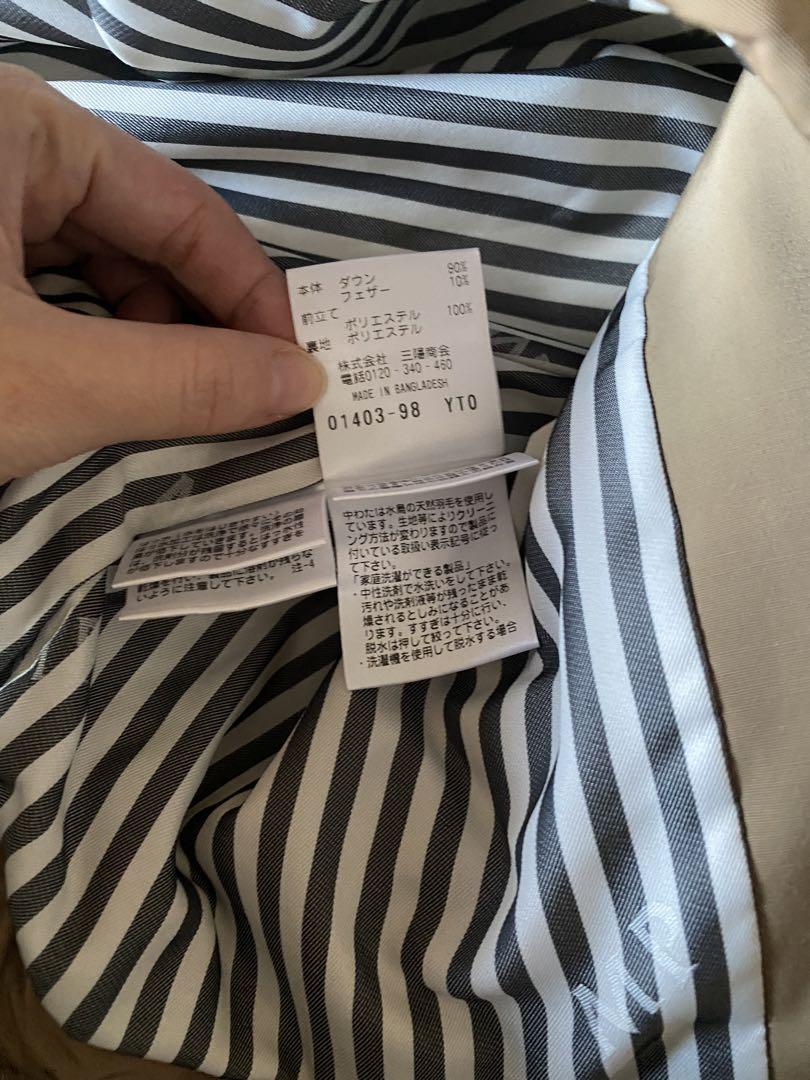 本体 ダウン 90%
フェザー 10%
前立て
ポリエステル 100%
裏地 ポリエステル
株式会社 三陽商会
電話0120-340-460
MADE IN BANGLADESH
01403-98 YTO
中わたは水鳥の天然羽毛を使用し
ています。生地等によりクリーニ
ング方法が変わりますので製品に
付いている取扱い表示記号に従っ
て下さい。
「家庭洗濯ができる製品」
・中性洗剤で水洗いをして下さい。
汚れや洗剤液等が残ったまま乾
燥されるとしみになることがあ
ります。すすぎは十分に行い、
脱水は押して絞って下さい。
・洗濯機を使用して脱水する場合
いように注意して下さい。 注-4